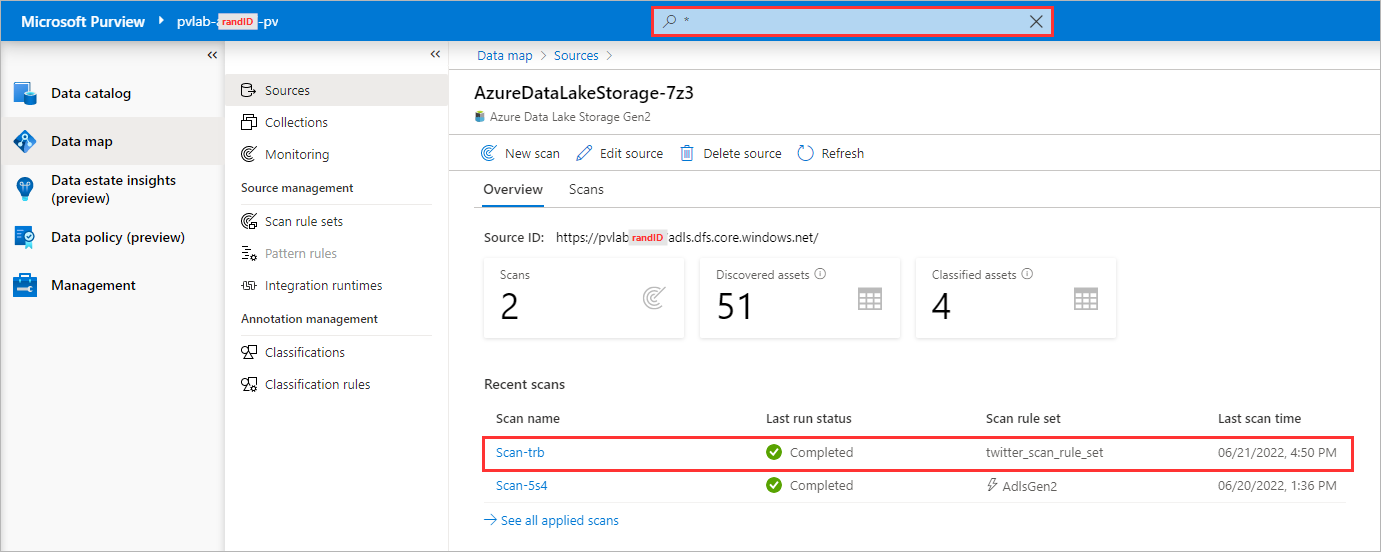 Microsoft Purview pvlab- randID -pv
*
Data catalog
Data map
Data estate insights
(preview)
Data policy (preview)
Management
Sources
Collections
Monitoring
Source management
Scan rule sets
Pattern rules
Integration runtimes
Annotation management
Classifications
Classification rules
Data map > Sources >
AzureDataLakeStorage-7z3
Azure Data Lake Storage Gen2
New scan Edit source Delete source Refresh
Overview Scans
Source ID: https://pvlab randID adls.dfs.core.windows.net/
Scans
2
Discovered assets
51
Classified assets
4
Recent scans
Scan name Last run status Scan rule set Last scan time
Scan-trb Completed twitter_scan_rule_set 06/21/2022, 4:50 PM
Scan-5s4 Completed AdlsGen2 06/20/2022, 1:36 PM
See all applied scans